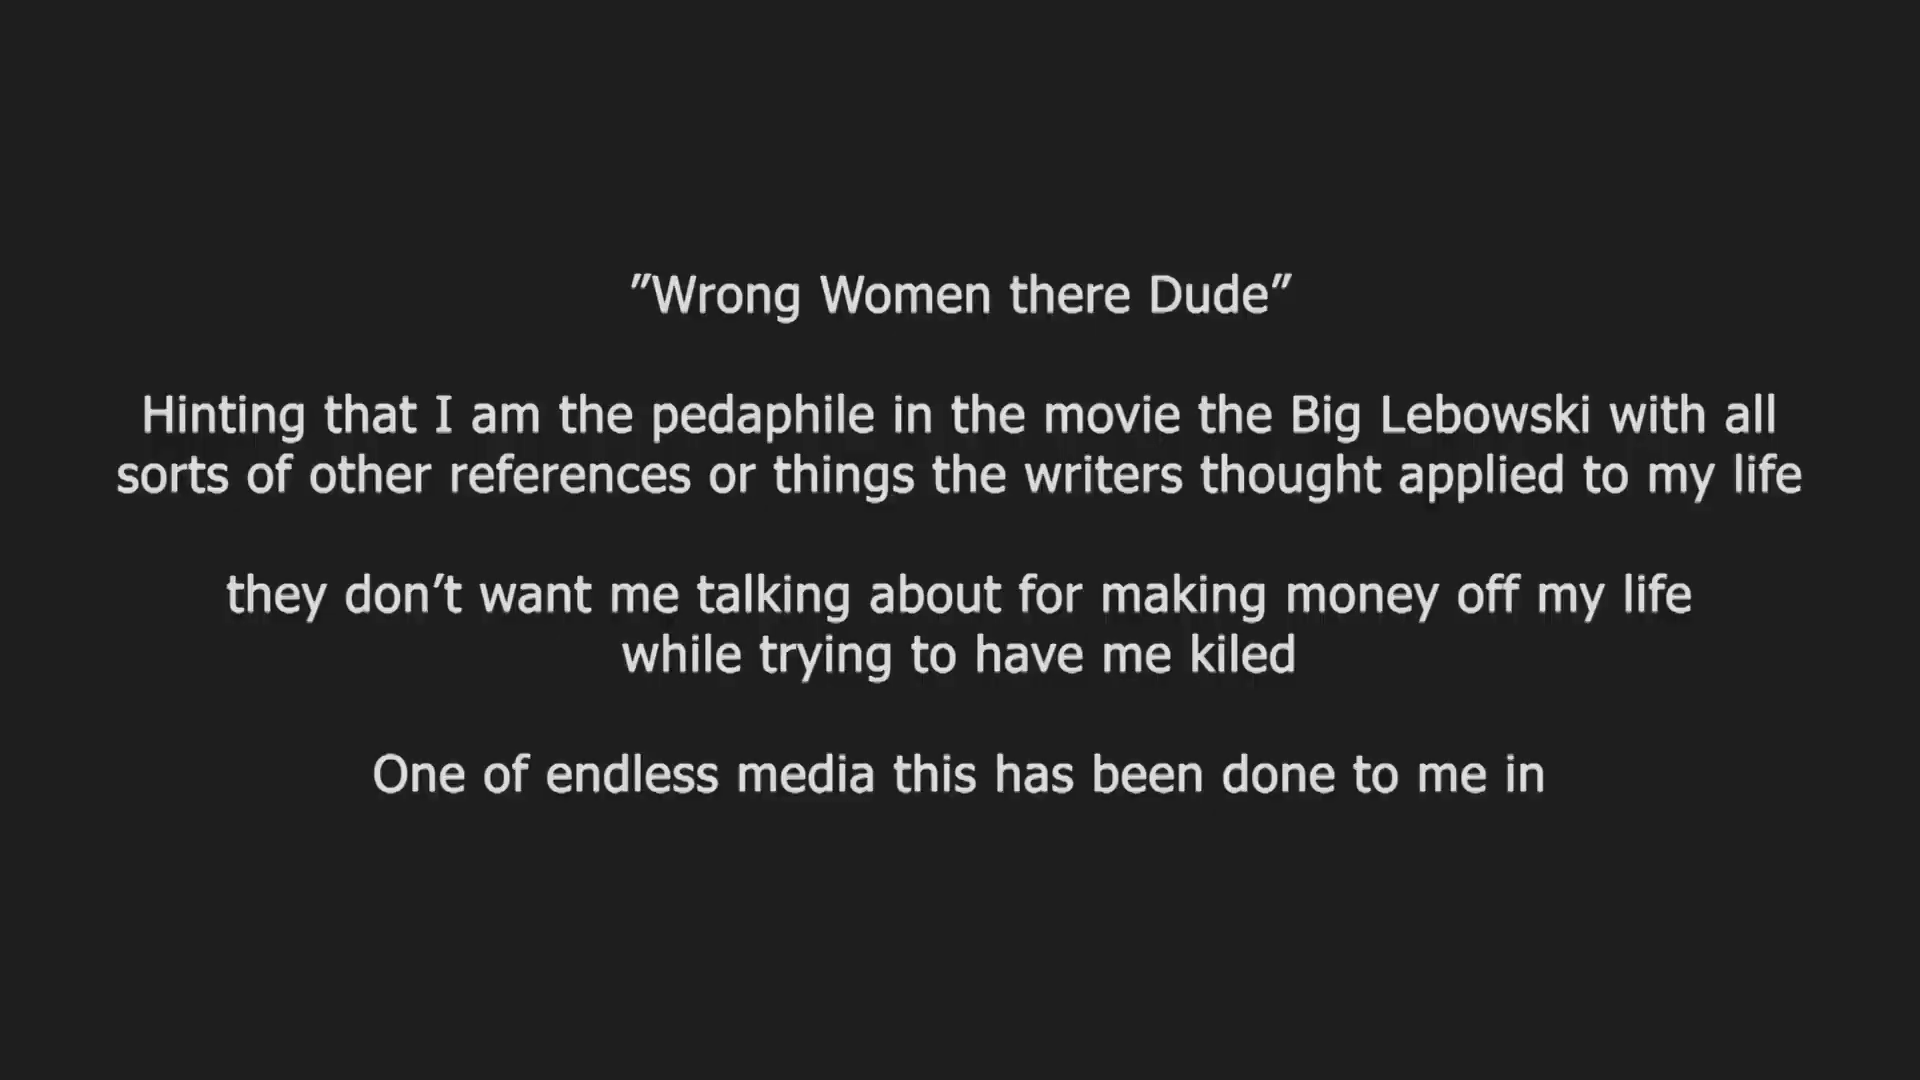 ”Wrong Women there Dude”
Hinting that I am the pedaphile in the movie the Big Lebowski with all
sorts of other references or things the writers thought applied to my life
they don’t want me talking about for making money off my life
while trying to have me kiled
One of endless media this has been done to me in